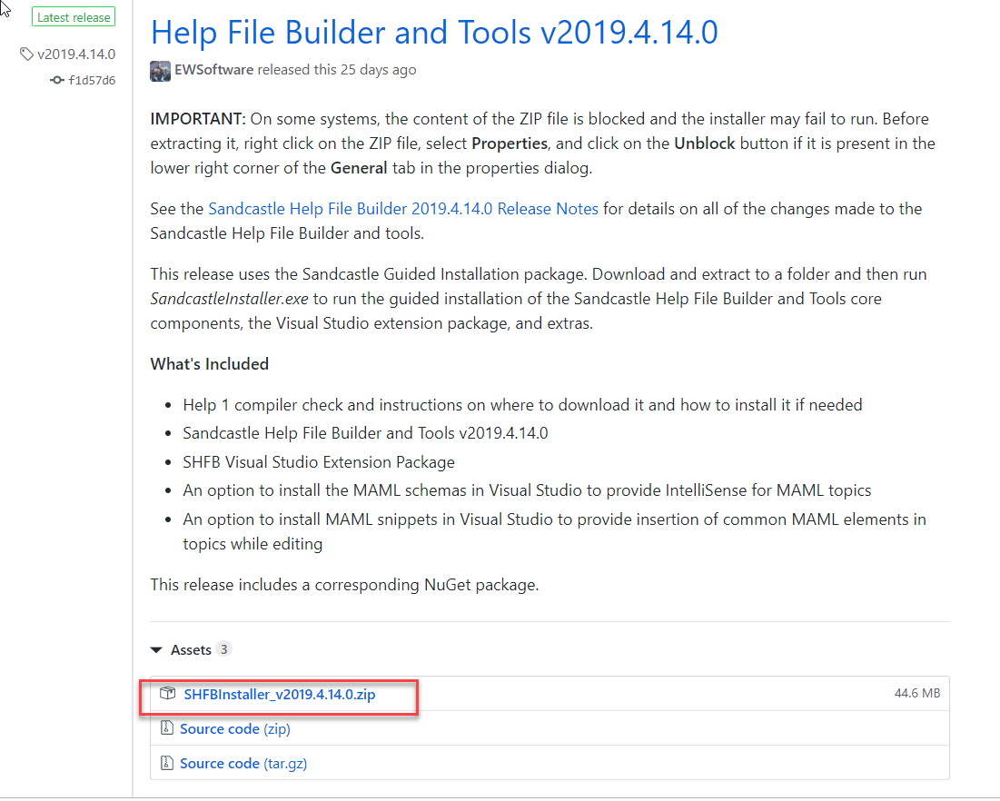 Latest release
v2019.4.14.0
f1d57d6
Help File Builder and Tools v2019.4.14.0
EWSoftware released this 25 days ago
IMPORTANT: On some systems, the content of the ZIP file is blocked and the installer may fail to run. Before
extracting it, right click on the ZIP file, select Properties, and click on the Unblock button if it is present in the
lower right corner of the General tab in the properties dialog.
See the Sandcastle Help File Builder 2019.4.14.0 Release Notes for details on all of the changes made to the
Sandcastle Help File Builder and tools.
This release uses the Sandcastle Guided Installation package. Download and extract to a folder and then run
SandcastleInstaller.exe to run the guided installation of the Sandcastle Help File Builder and Tools core
components, the Visual Studio extension package, and extras.
What's Included
• Help 1 compiler check and instructions on where to download it and how to install it if needed
• Sandcastle Help File Builder and Tools v2019.4.14.0
• SHFB Visual Studio Extension Package
• An option to install the MAML schemas in Visual Studio to provide IntelliSense for MAML topics
• An option to install MAML snippets in Visual Studio to provide insertion of common MAML elements in
topics while editing
This release includes a corresponding NuGet package.
Assets 3
SHFBInstaller_v2019.4.14.0.zip 44.6 MB
Source code (zip)
Source code (tar.gz)